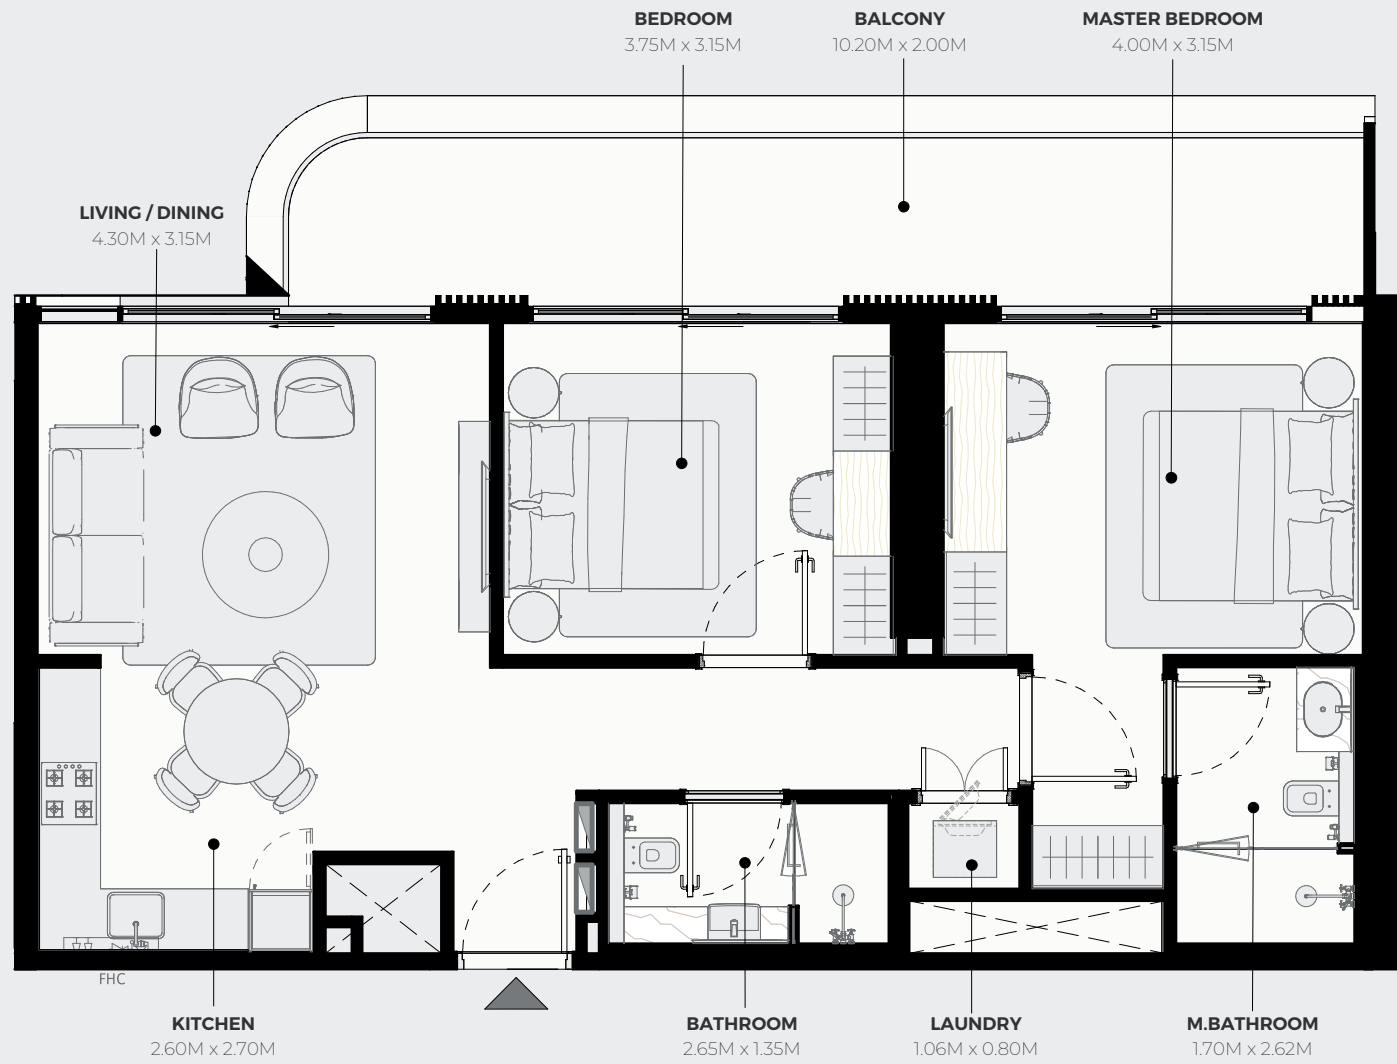 BEDROOM
3.75M x 3.15M
BALCONY
10.20M x 2.00M
MASTER BEDROOM
4.00M x 3.15M
LIVING / DINING
4.30M x 3.15M
FHC
KITCHEN
2.60M x 2.70M
BATHROOM
2.65M x 1.35M
LAUNDRY
1.06M x 0.80M
M.BATHROOM
1.70M x 2.62M